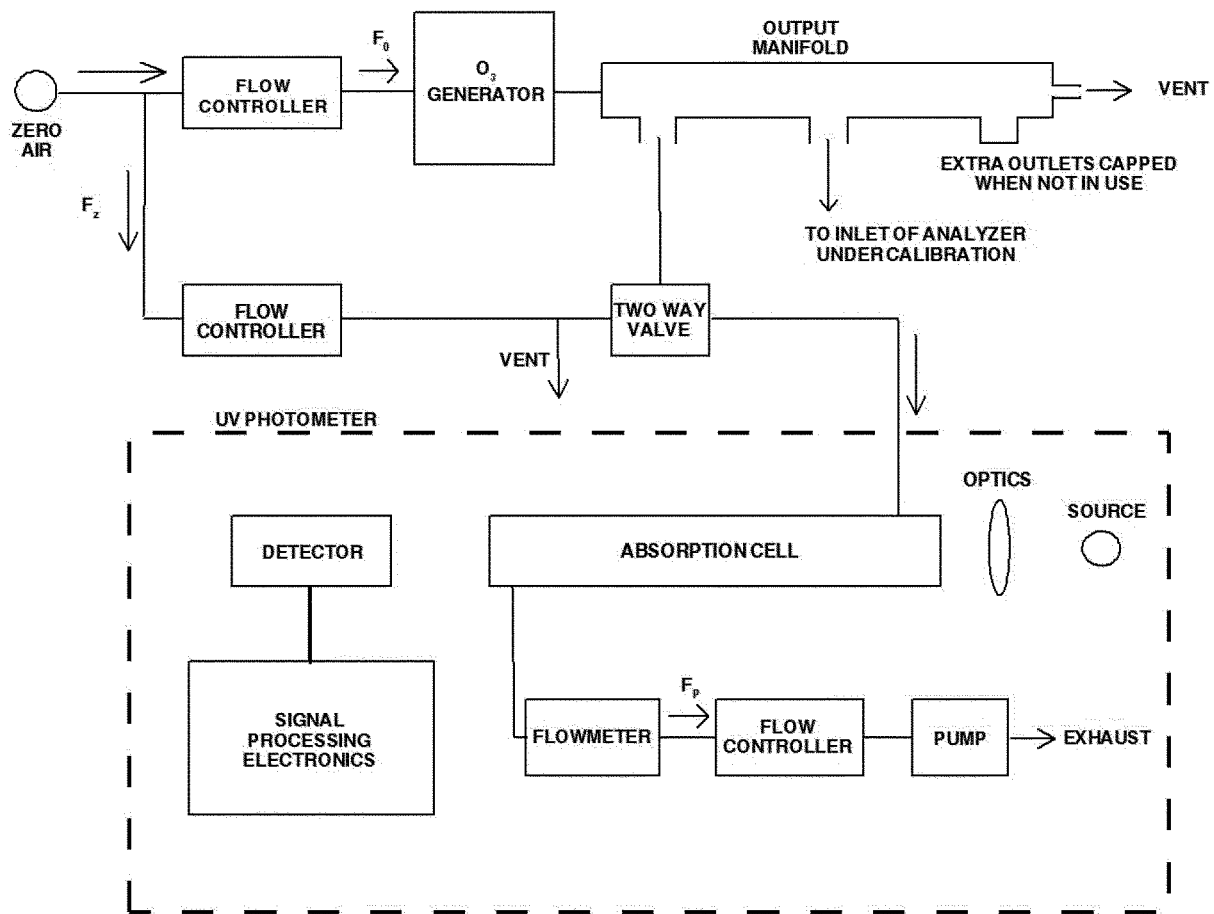 OUTPUT
MANIFOLD
F0
O3
GENERATOR
FLOW
CONTROLLER
VENT
ZERO
AIR
EXTRA OUTLETS CAPPED
WHEN NOT IN USE
Fz
TO INLET OF ANALYZER
UNDER CALIBRATION
FLOW
CONTROLLER
TWO WAY
VALVE
VENT
UV PHOTOMETER
OPTICS
SOURCE
DETECTOR
ABSORPTION CELL
Fp
SIGNAL
PROCESSING
ELECTRONICS
FLOWMETER
FLOW
CONTROLLER
PUMP
EXHAUST